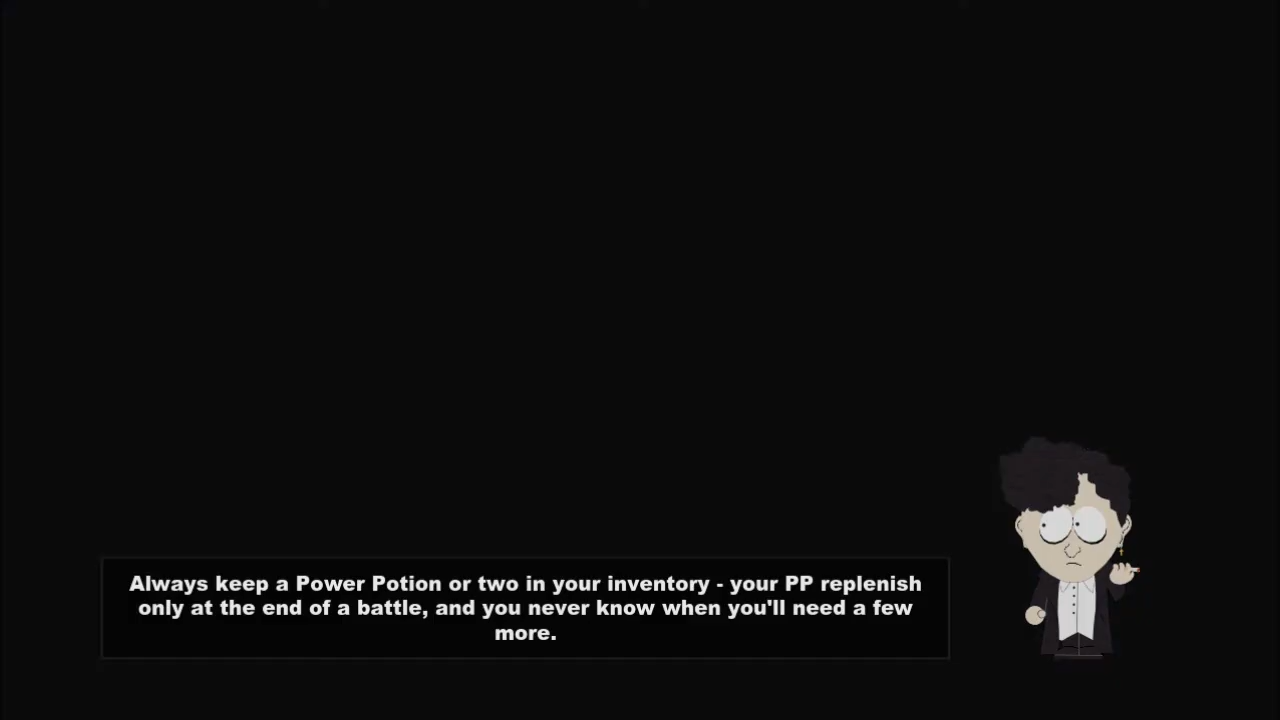 Always keep a Power Potion or two in your inventory - your PP replenish
only at the end of a battle, and you never know when you'll need a few
more.